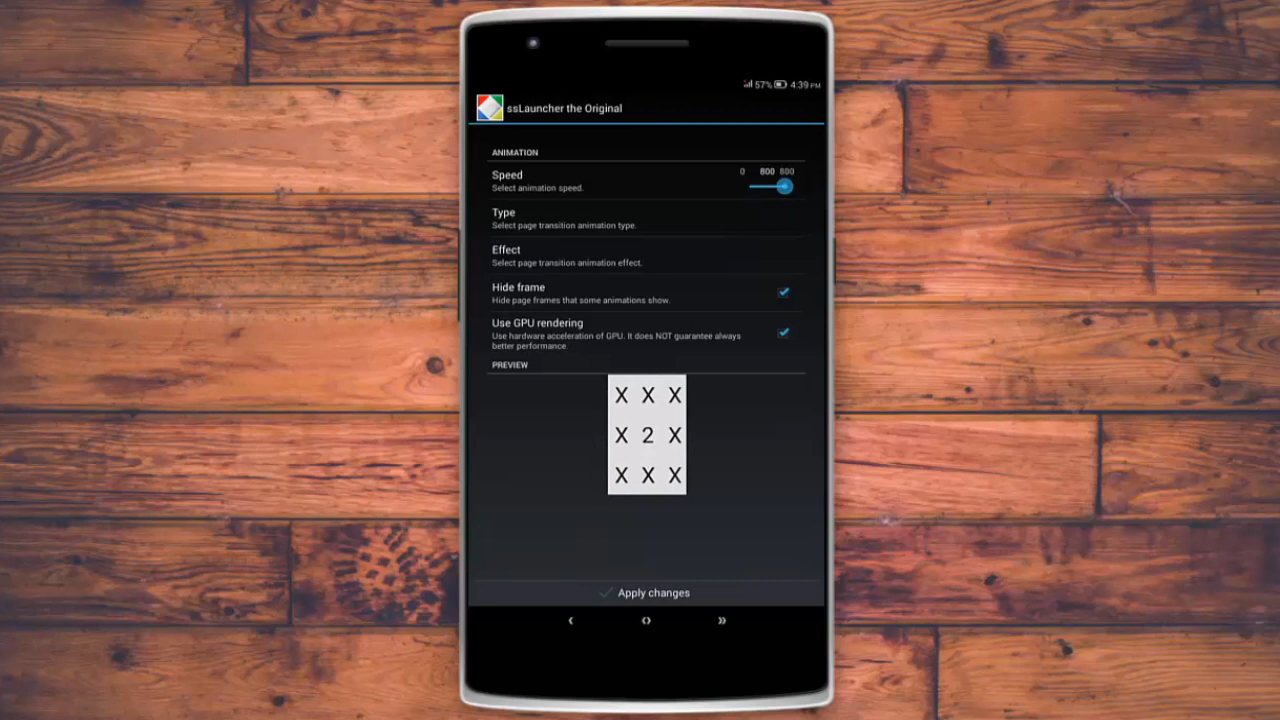 57% 4:39 PM
ssLauncher the Original
ANIMATION
Speed
0 800 800
Select animation speed.
Type
Select page transition animation type.
Effect
Select page transition animation effect.
Hide frame
Hide page frames that some animations show.
Use GPU rendering
Use hardware acceleration of GPU. It does NOT guarantee always
better performance.
PREVIEW
X X X
X 2 X
X X X
Apply changes